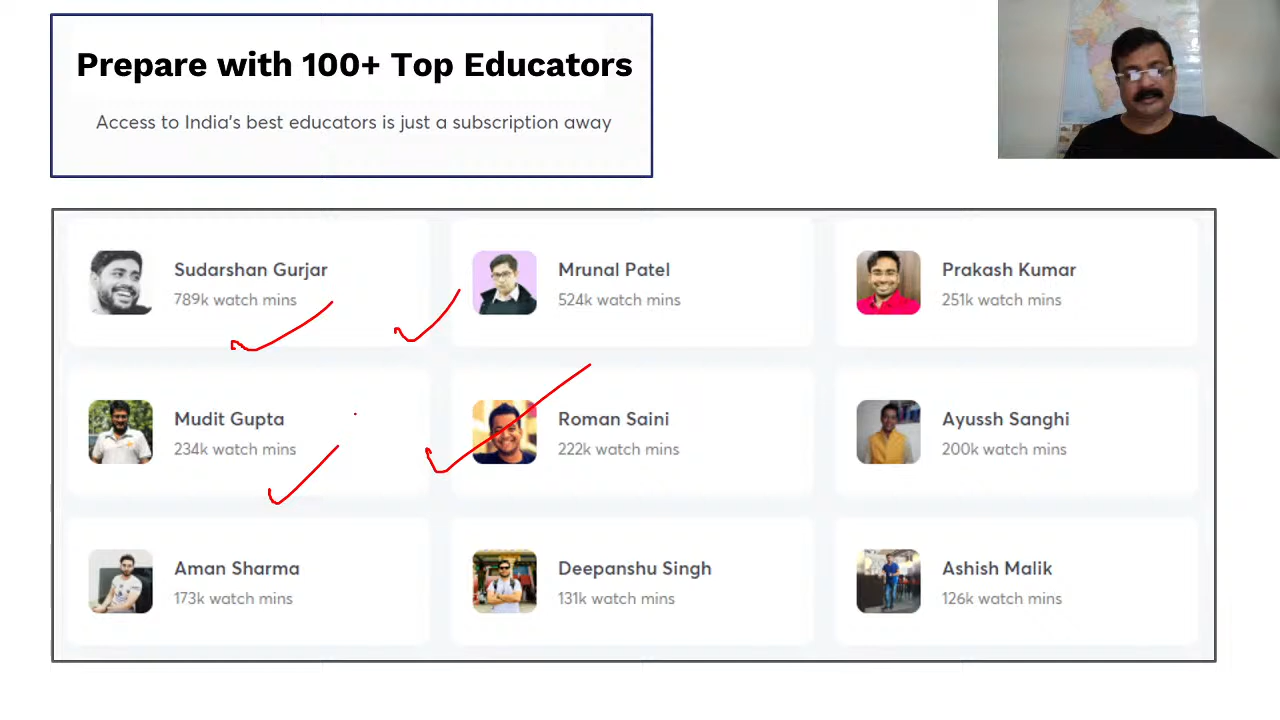 Prepare with 100+ Top Educators
Access to India's best educators is just a subscription away
Sudarshan Gurjar
789k watch mins
Mrunal Patel
524k watch mins
Prakash Kumar
251k watch mins
Mudit Gupta
234k watch mins
Roman Saini
222k watch mins
Ayussh Sanghi
200k watch mins
Aman Sharma
173k watch mins
Deepanshu Singh
131k watch mins
Ashish Malik
126k watch mins